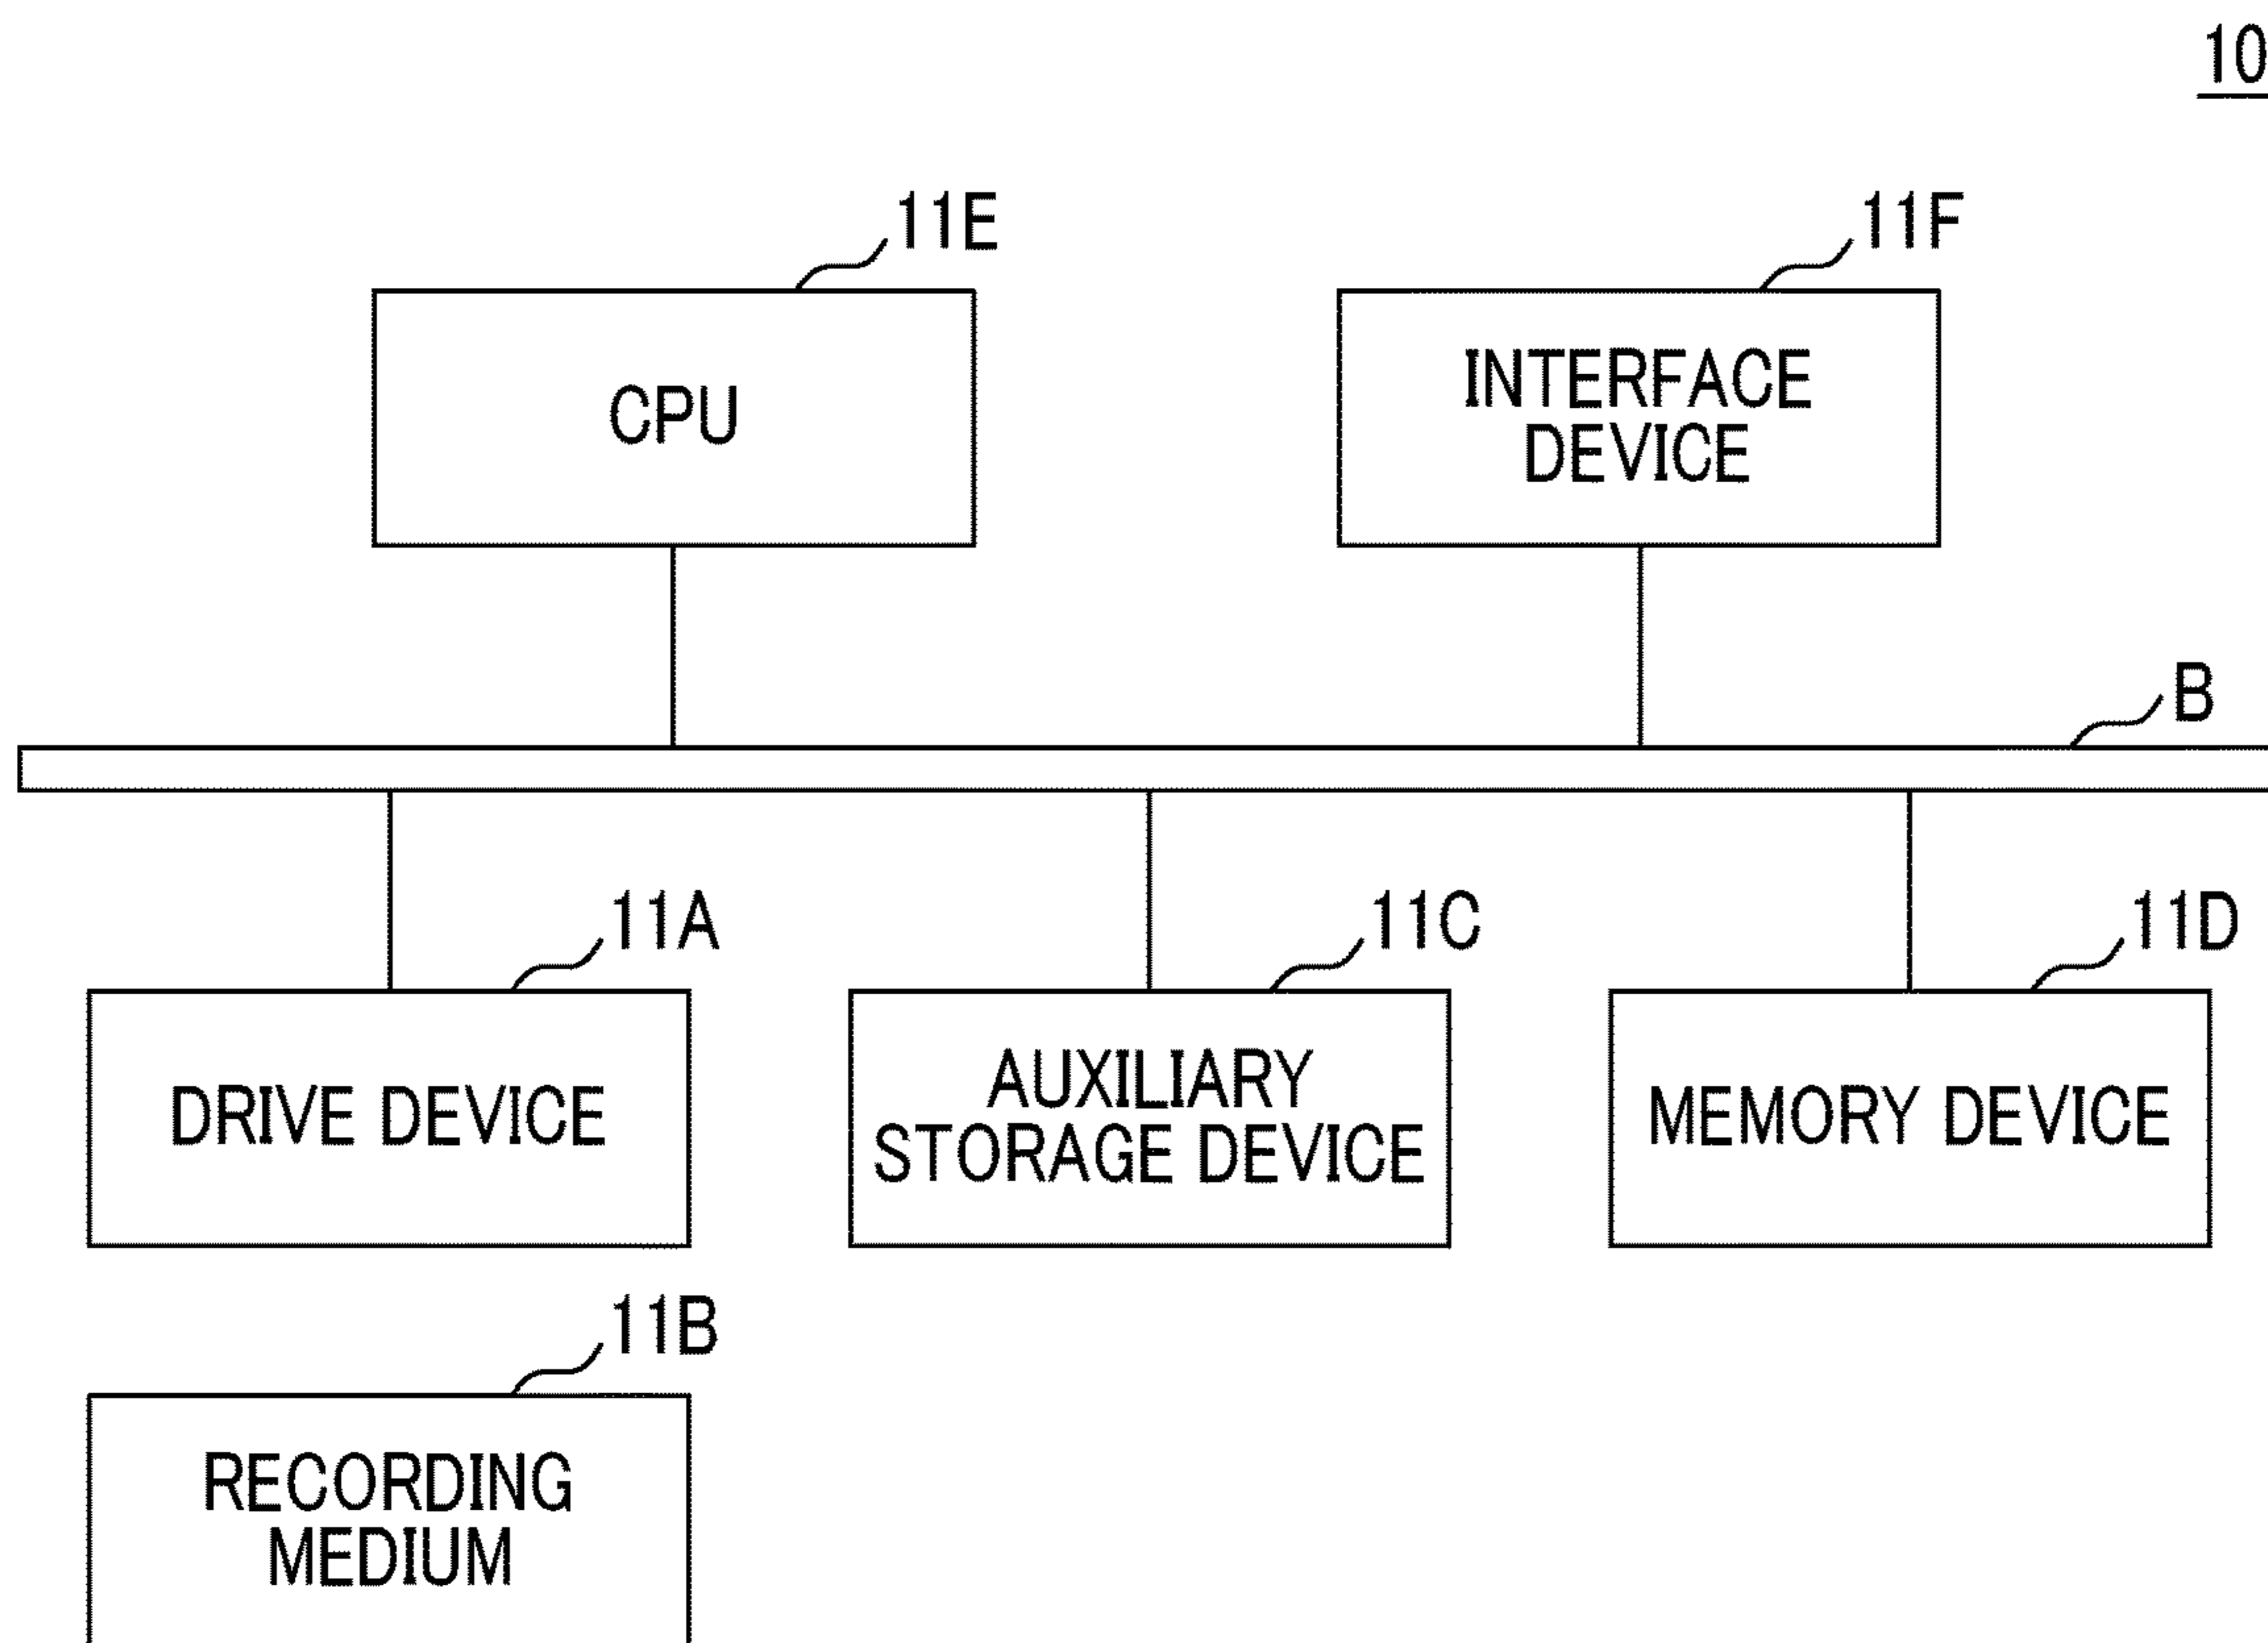 10
11E
11F
CPU
INTERFACE
DEVICE
B
11A
11C
11D
DRIVE DEVICE
AUXILIARY
STORAGE DEVICE
MEMORY DEVICE
11B
RECORDING
MEDIUM